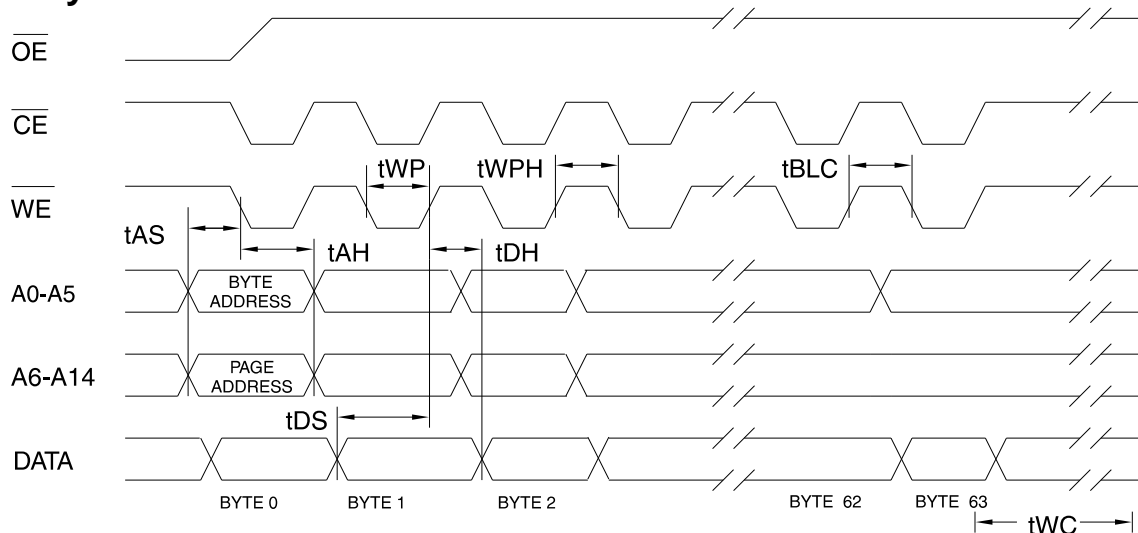 OE
CE
tWP
tWPH
tBLC
WE
tAS
tAH
tDH
A0-A5
BYTE
ADDRESS
A6-A14
PAGE
ADDRESS
tDS
DATA
BYTE 0
BYTE 1
BYTE 2
BYTE 62
BYTE 63
tWC